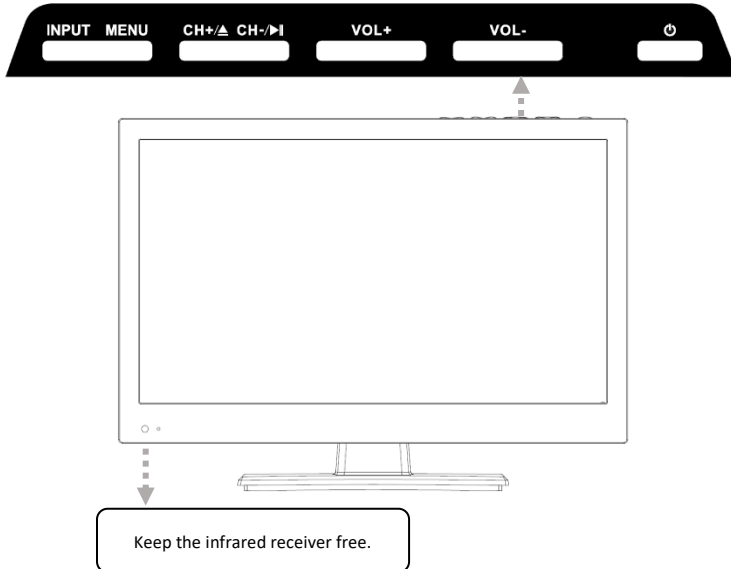 INPUT MENU CH+/⏏ CH-/⏯ VOL+ VOL- ⏻
Keep the infrared receiver free.